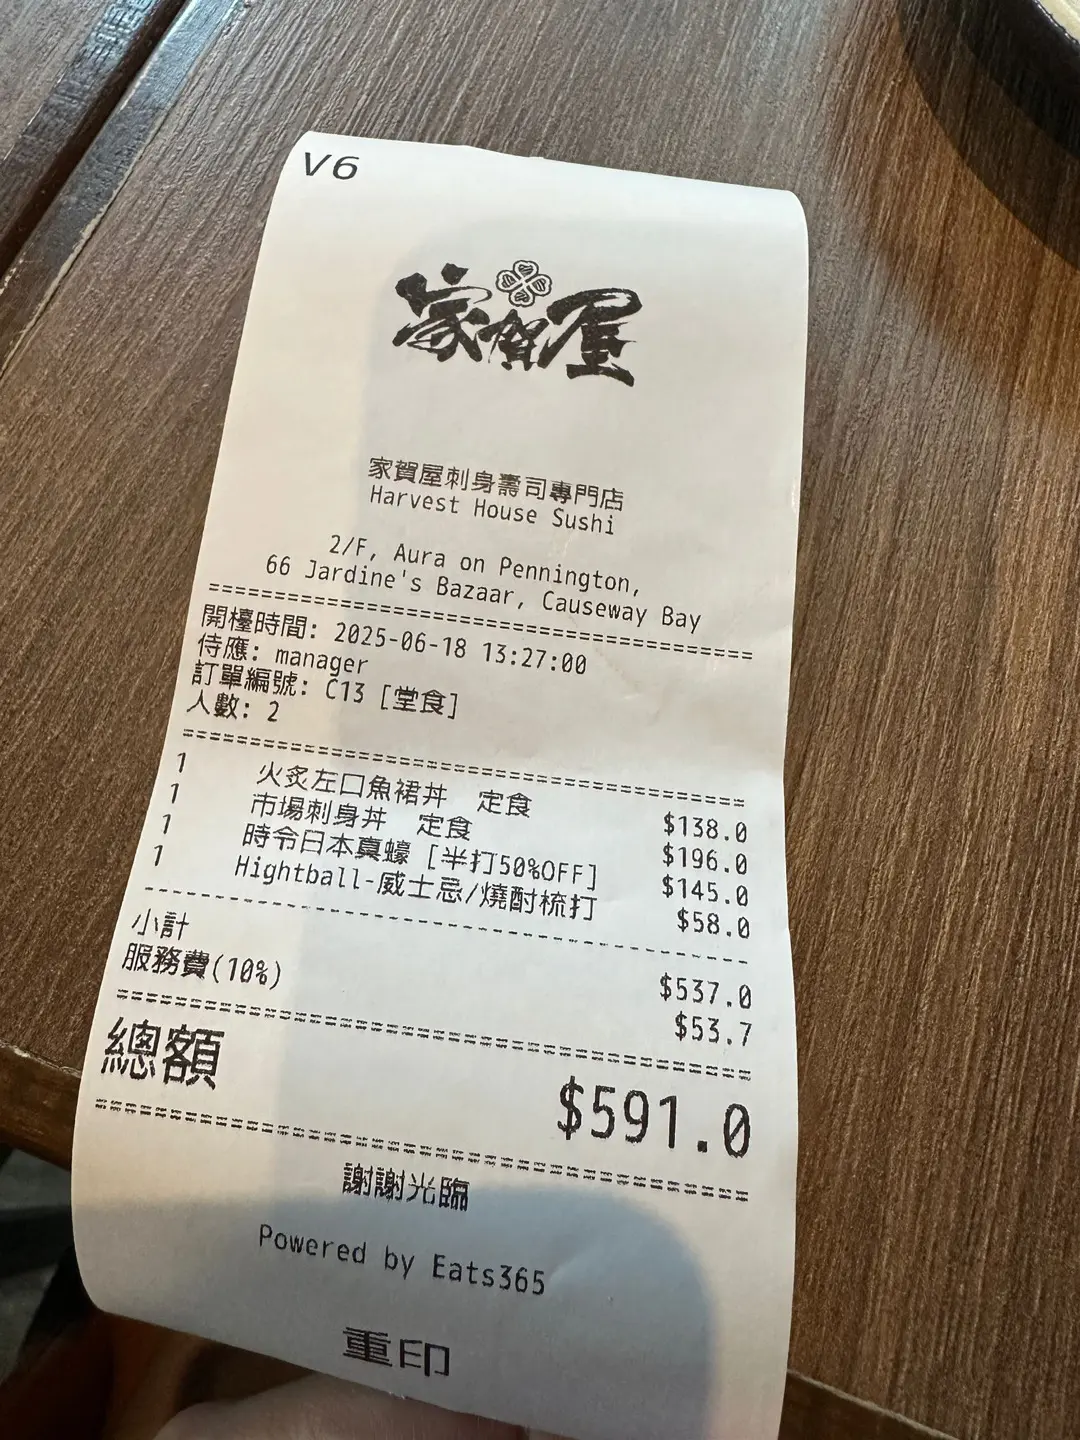 V6
家賀屋
家賀屋刺身壽司專門店
Harvest House Sushi
2/F, Aura on Pennington,
66 Jardine's Bazaar, Causeway Bay
開檯時間: 2025-06-18 13:27:00
侍應: manager
訂單編號: C13 [堂食]
人數: 2
1 火炙左口魚裙丼 定食 $138.0
1 市場刺身丼 定食 $196.0
1 時令日本真蠔 [半打50%OFF] $145.0
1 Hightball-威士忌/燒酎梳打 $58.0
小計 $537.0
服務費(10%) $53.7
總額 $591.0
謝謝光臨
Powered by Eats365
重印